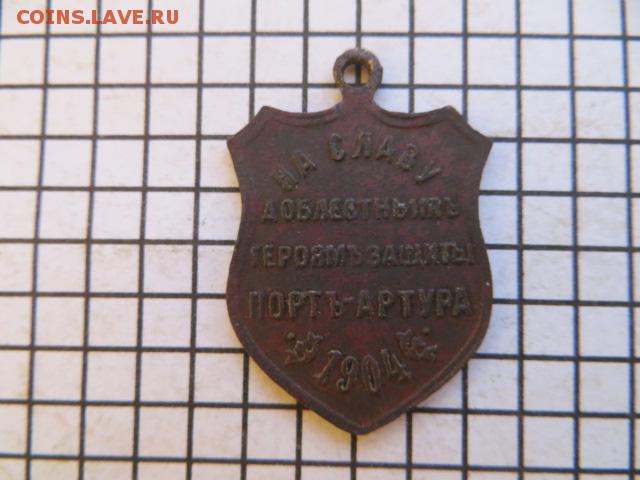 COINS.LAVE.RU
НА СЛАВУ
ДОБЛЕСТНЫМЪ
ГЕРОЯМЪ ЗАЩИТЫ
ПОРТЪ-АРТУРА
1904